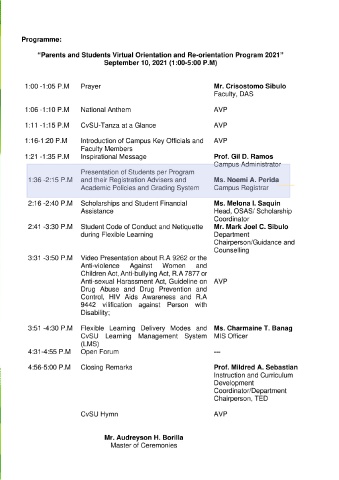 Programme:
"Parents and Students Virtual Orientation and Re-orientation Program 2021"
September 10, 2021 (1:00-5:00 P.M)
1:00 -1:05 P.M Prayer Mr. Crisostomo Sibulo
Faculty, DAS
1:06 -1:10 P.M National Anthem AVP
1:11 -1:15 P.M CvSU-Tanza at a Glance AVP
1:16-1:20 P.M Introduction of Campus Key Officials and AVP
Faculty Members
1:21 -1:35 P.M Inspirational Message Prof. Gil D. Ramos
Campus Administrator
Presentation of Students per Program
1:36 -2:15 P.M and their Registration Advisers and Ms. Noemi A. Perida
Academic Policies and Grading System Campus Registrar
2:16 -2:40 P.M Scholarships and Student Financial Ms. Melona I. Saquin
Assistance Head, OSAS/ Scholarship
Coordinator
2:41 -3:30 P.M Student Code of Conduct and Netiquette Mr. Mark Joel C. Sibulo
during Flexible Learning Department
Chairperson/Guidance and
Counselling
3:31 -3:50 P.M Video Presentation about R.A 9262 or the
Anti-violence Against Women and
Children Act, Anti-bullying Act, R.A 7877 or
Anti-sexual Harassment Act, Guideline on AVP
Drug Abuse and Drug Prevention and
Control, HIV Aids Awareness and R.A
9442 vilification against Person with
Disability;
3:51 -4:30 P.M Flexible Learning Delivery Modes and Ms. Charmaine T. Banag
CvSU Learning Management System MIS Officer
(LMS)
4:31-4:55 P.M Open Forum ---
4:56-5:00 P.M Closing Remarks Prof. Mildred A. Sebastian
Instruction and Curriculum
Development
Coordinator/Department
Chairperson, TED
CvSU Hymn AVP
Mr. Audreyson H. Borilla
Master of Ceremonies